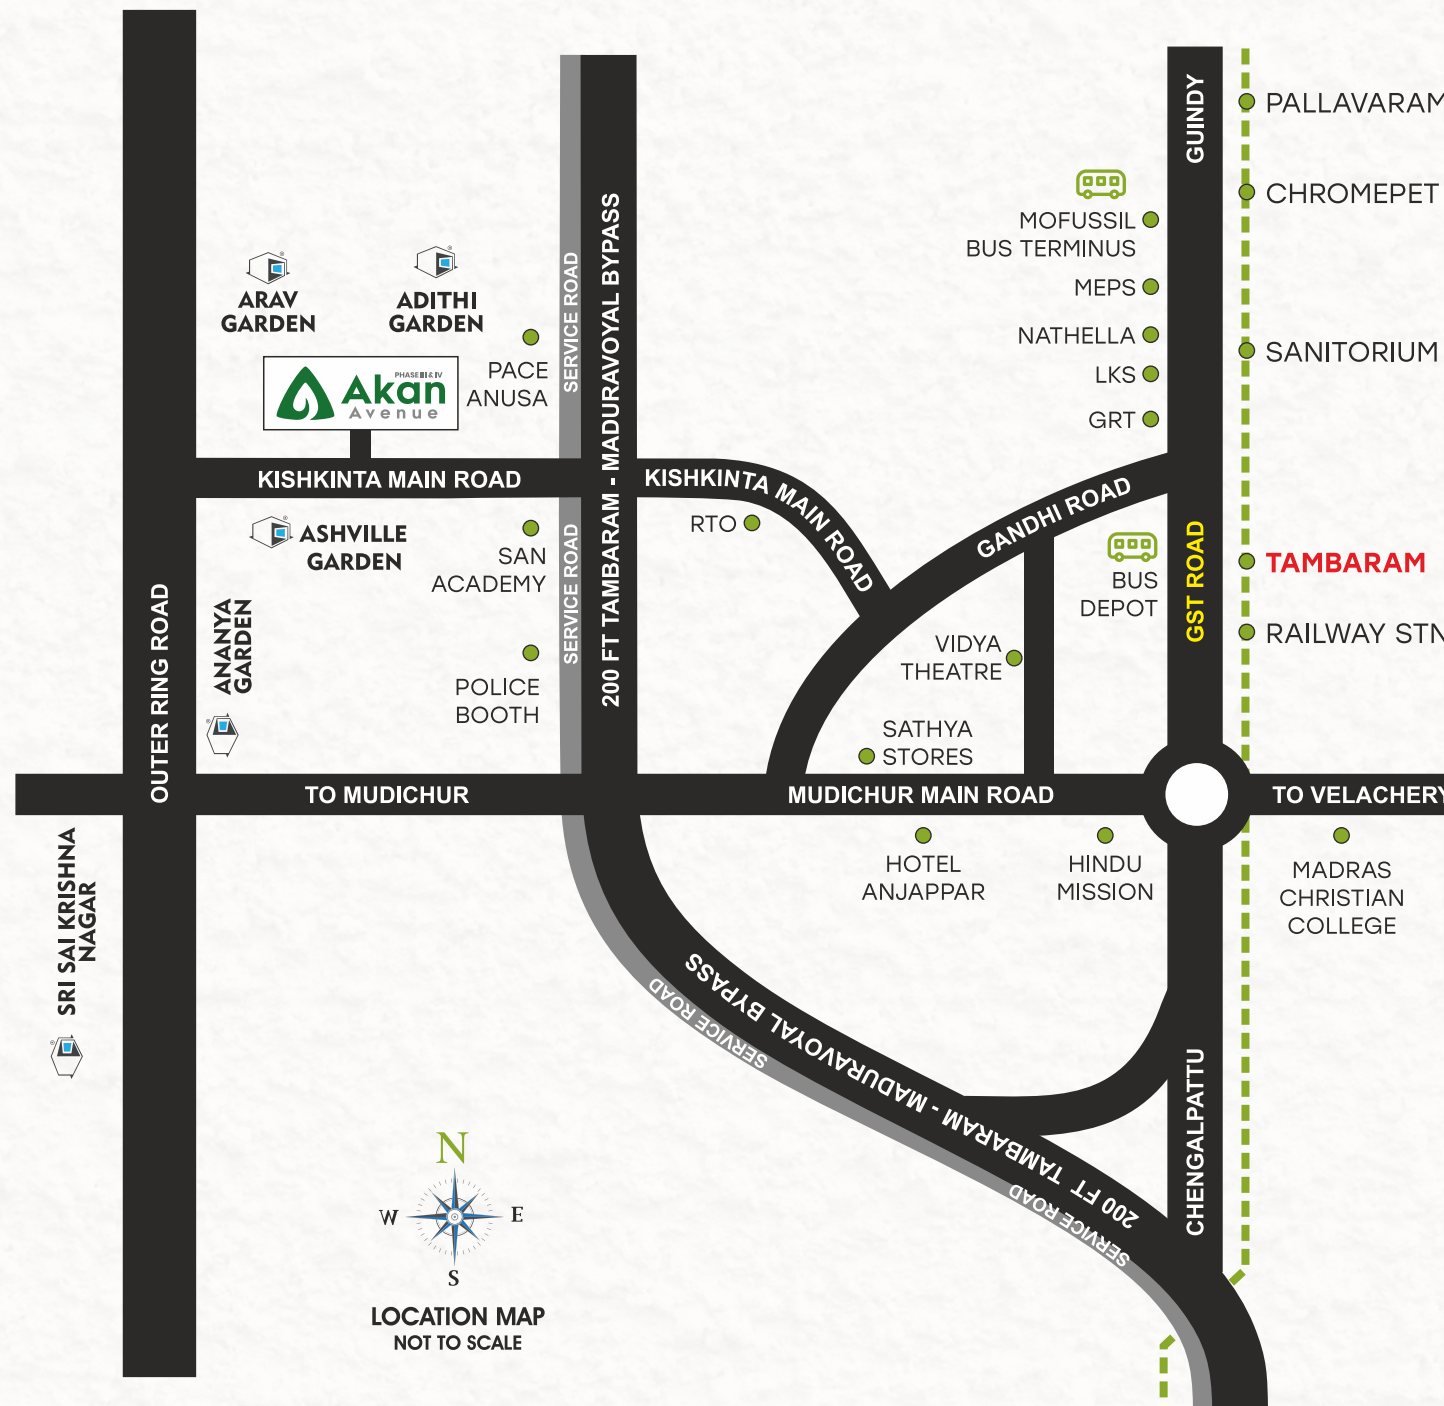 GUINDY
PALLAVARAM
CHROMEPET
SANITORIUM
TAMBARAM
RAILWAY STN
MOFUSSIL
BUS TERMINUS
MEPS
NATHELLA
LKS
GRT
ARAV
GARDEN
ADITHI
GARDEN
PACE
ANUSA
PHASE III & IV
Akan
Avenue
SERVICE ROAD
200 FT TAMBARAM - MADURAVOYAL BYPASS
KISHKINTA MAIN ROAD
KISHKINTA MAIN ROAD
RTO
GANDHI ROAD
GST ROAD
BUS
DEPOT
ASHVILLE
GARDEN
SAN
ACADEMY
SERVICE ROAD
ANANYA
GARDEN
POLICE
BOOTH
VIDYA
THEATRE
SATHYA
STORES
OUTER RING ROAD
TO MUDICHUR
MUDICHUR MAIN ROAD
TO VELACHERY
HOTEL
ANJAPPAR
HINDU
MISSION
MADRAS
CHRISTIAN
COLLEGE
SRI SAI KRISHNA
NAGAR
200 FT TAMBARAM - MADURAVOYAL BYPASS
SERVICE ROAD
SERVICE ROAD
CHENGALPATTU
N
W
E
S
LOCATION MAP
NOT TO SCALE